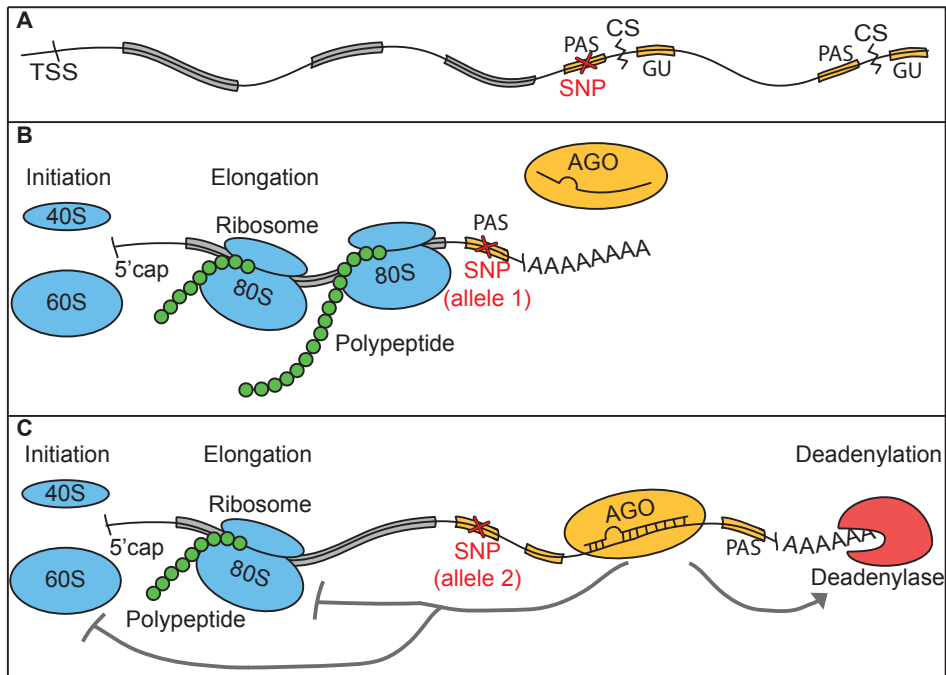 A
TSS
PAS
SNP
CS
GU
PAS
CS
GU
B
Initiation
Elongation
AGO
40S
Ribosome
PAS
5'cap
SNP
(allele 1)
AAAAAAAA
60S
80S
80S
Polypeptide
C
Initiation
Elongation
Deadenylation
40S
Ribosome
AGO
5'cap
SNP
(allele 2)
PAS
AAAAAA
60S
80S
Deadenylase
Polypeptide